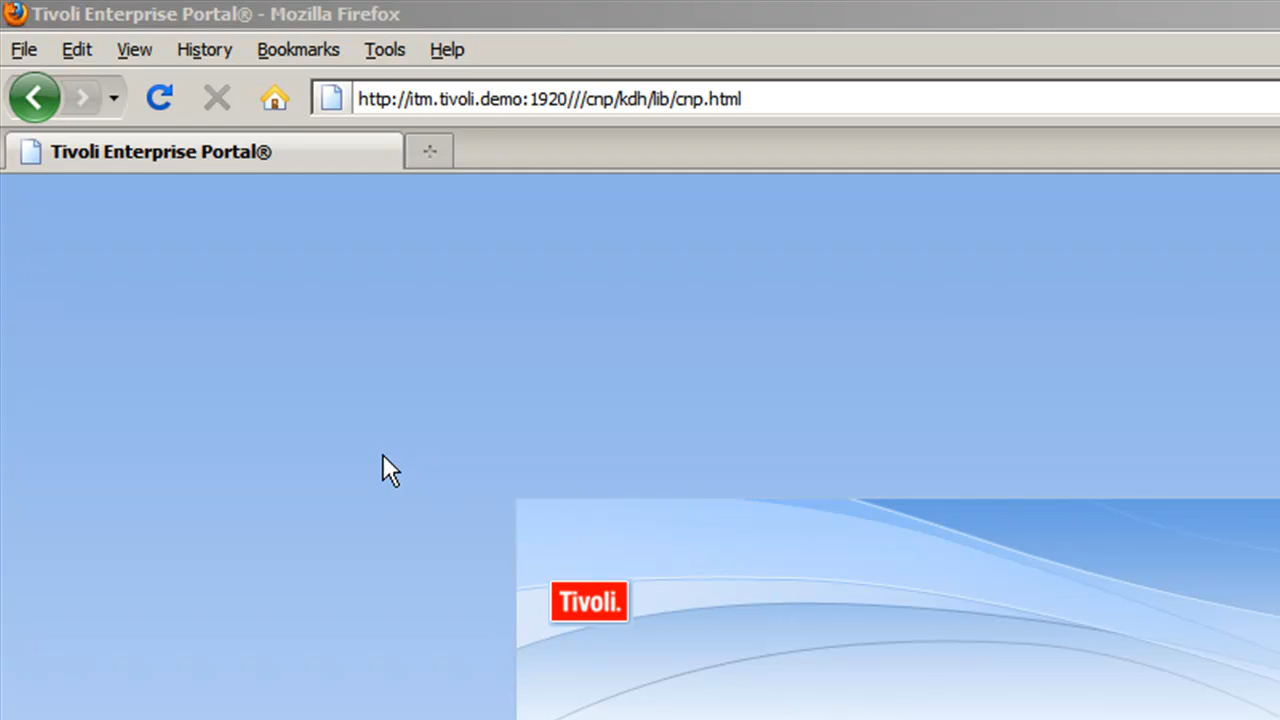 Tivoli Enterprise Portal® - Mozilla Firefox
File Edit View History Bookmarks Tools Help
http://itm.tivoli.demo:1920///cnp/kdh/lib/cnp.html
Tivoli Enterprise Portal®
Tivoli.